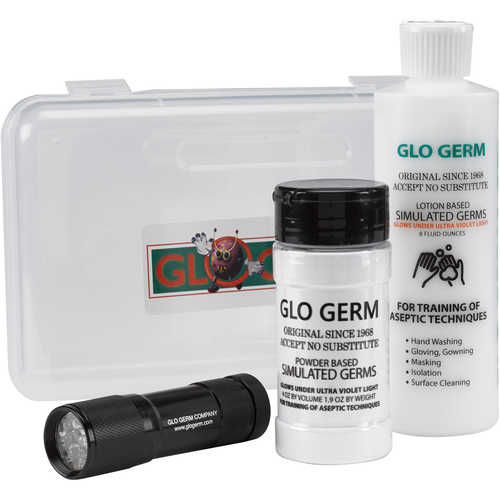 GLO GERM
ORIGINAL SINCE 1968
ACCEPT NO SUBSTITUTE
LOTION BASED
SIMULATED GERMS
GLOWS UNDER ULTRA VIOLET LIGHT
8 FLUID OUNCES
FOR TRAINING OF
ASEPTIC TECHNIQUES
• Hand Washing
• Gloving, Gowning
• Masking
• Isolation
• Surface Cleaning
GLO G
GLO GERM
ORIGINAL SINCE 1968
ACCEPT NO SUBSTITUTE
POWDER BASED
SIMULATED GERMS
GLOWS UNDER ULTRA VIOLET LIGHT
4 OZ BY VOLUME 1.9 OZ BY WEIGHT
FOR TRAINING OF ASEPTIC TECHNIQUES
GLO GERM COMPANY
www.glogerm.com